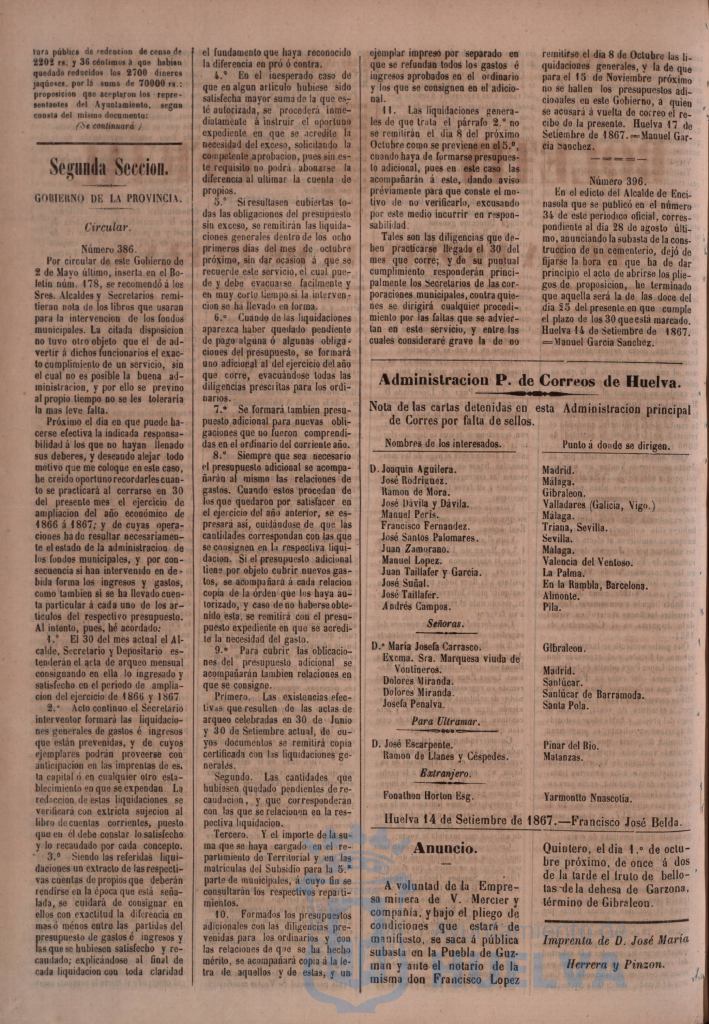 tura pública de redencion de censo de
2202 rs. y 36 céntimos á que habian
quedado reducidos los 2700 dineros
jaqueses, por la suma de 70000 rs.:
proposicion que aceptaron los repre-
sentantes del Ayuntamiento, segun
consta del mismo documento:
(Se continuará)
Segunda Seccion.
GOBIERNO DE LA PROVINCIA.
Circular.
Número 386.
Por circular de este Gobierno de
2 de Mayo último, inserta en el Bo-
letin núm. 178, se recomendó á los
Sres. Alcaldes y Secretarios remi-
tieran nota de los libros que usaran
para la intervencion de los fondos
municipales. La citada disposicion
no tuvo otro objeto que el de ad-
vertir á dichos funcionarios el exac-
to cumplimiento de un servicio, sin
el cual no es posible la buena ad-
ministracion, y por ello se previno
al propio tiempo no se les toleraria
la mas leve falta.
Próximo el dia en que puede ha-
cerse efectiva la indicada responsa-
bilidad á los que no hayan llenado
sus deberes, y deseando alejar todo
motivo que me coloque en este caso,
he creido oportuno recordarles cuan-
to se practicará al cerrarse en 30
del presente mes el ejercicio de
ampliacion del año económico de
1866 á 1867; y de cuyas operacio-
nes ha de resultar necesariamen-
te el estado de la administracion de
los fondos municipales, y por con-
secuencia si han intervenido en de-
bida forma los ingresos y gastos,
como tambien si se ha llevado cuen-
ta particular á cada uno de los ar-
tículos del respectivo presupuesto.
Al intento, pues, hé acordado:
1.° El 30 del mes actual el Al-
calde, Secretario y Depositario es-
tenderán el acta de arqueo mensual
consignando en ella lo ingresado y
satisfecho en el periodo de amplia-
cion del ejercicio de 1866 y 1867
2.° Acto continuo el Secretario
interventor formará las liquidacio-
nes generales de gastos é ingresos
que están prevenidas, y de cuyos
ejemplares podrán proveerse con
anticipacion en las imprentas de es-
ta capital ó en cualquier otro esta-
blecimiento en que se expendan. La
redaccion de estas liquidaciones se
verificará con extricta sujecion al
libro de cuentas corrientes, puesto
que en él debe constar lo satisfecho
y lo recaudado por cada concepto.
3.° Siendo las referidas liqui-
daciones un extracto de las respecti-
vas cuentas de propios que deberán
rendirse en la época que está seña-
lada, se cuidará de consignar en
ellos con exactitud la diferencia en
mas ó menos entre las partidas del
presupuesto de gastos é ingresos y
las que se hubiesen satisfecho y re-
caudado; explicándose al final de
cada liquidacion con toda claridad
el fundamento que haya reconocido
la diferencia en pró ó contra.
4.° En el inesperado caso de
que en algun artículo hubiese sido
satisfecha mayor suma de la que es-
té autorizada, se procederá inme-
diatamente á instruir el oportuno
expediente en que se acredite la
necesidad del exceso, solicitando la
competente aprobacion, pues sin es-
te requisito no podrá abonarse la
diferencia al ultimar la cuenta de
propios.
5.° Si resultasen cubiertas to-
das las obligaciones del presupuesto
sin exceso, se remitirán las liquida-
ciones generales dentro de los ocho
primeros dias del mes de octubre
próximo, sin dar ocasion á que se
recuerde este servicio, el cual pue-
de y debe evacuarse facilmente y
en muy corto tiempo si la interven-
cion se ha llevado en forma.
6.° Cuando de las liquidaciones
aparezca haber quedado pendiente
de pago alguna ó algunas obliga-
ciones del presupuesto, se formará
uno adicional al del ejercicio del año
que corre, evacuándose todas las
diligencias prescritas para los ordi-
narios.
7.° Se formará tambien presu-
puesto adicional para nuevas obli-
gaciones que no fueron comprendi-
das en el ordinario del corriente año.
8.° Siempre que sea necesario
el presupuesto adicional se acompa-
ñarán al mismo las relaciones de
gastos. Cuando estos procedan de
los que quedaron por satisfacer en
el ejercicio del año anterior, se es-
presará así, cuidándose de que las
cantidades correspondan con las que
se consignen en la respectiva liqui-
dacion. Si el presupuesto adicional
tiene por objeto cubrir nuevos gas-
tos, se acompañará á cada relacion
copia de la órden que los haya au-
torizado, y caso de no haberse obte-
nido esta, se remitirá con el presu-
puesto expediente en que se acredi-
te la necesidad del gasto.
9.° Para cubrir las oblicaciones
del presupuesto adicional se
acompañarán tambien relaciones en
que se consigne.
Primero. Las existencias efec-
tivas que resulten de las actas de
arqueo celebradas en 30 de Junio
y 30 de Setiembre actual, de cu-
yos documentos se remitirá copia
certificada con las liquidaciones ge-
nerales.
Segundo. Las cantidades que
hubiesen quedado pendientes de re-
caudacion, y que correspondan
con las que se relacionen en la res-
pectiva liquidacion.
Tercero. Y el importe de la su-
ma que se haya cargado en el re-
partimiento de Territorial y en las
matriculas del Subsidio para la 5.ª
parte de municipales, á cuyo fin se
consultarán los respectivos reparti-
mientos.
10. Formados los presupuestos
adicionales con las diligencias pre-
venidas para los ordinarios y con
las relaciones de que se ha hecho
mérito, se acompañará copia á la le-
tra de aquellos y de estas, y un
ejemplar impreso por separado en
que se refundan todos los gastos é
ingresos aprobados en el ordinario
y los que se consignen en el adicio-
nal.
11. Las liquidaciones genera-
les de que trata el párrafo 2.° no
se remitirán el dia 8 del próximo
Octubre como se previene en el 5.°,
cuando haya de formarse presupues-
to adicional, pues en este caso las
acompañarán á este, dando aviso
préviamente para que conste el mo-
tivo de no verificarlo, excusando
por este medio incurrir en respon-
sabilidad.
Tales son las diligencias que de-
ben practicarse llegado el 30 del
mes que corre; y de su puntual
cumplimiento responderán princi-
palmente los Secretarios de las cor-
poraciones municipales, contra quie-
nes se dirigirá cualquier procedi-
miento por las faltas que se advier-
tan en este servicio, y entre las
cuales consideraré grave la de no
remitirse el dia 8 de Octubre las li-
quidaciones generales, y la de que
para el 15 de Noviembre próximo
no se hallen los presupuestos adi-
cionales en este Gobierno, a quien
se acusará á vuelta de correo el re-
cibo de la presente. Huelva 17 de
Setiembre de 1867.=Manuel Gar-
cia Sanchez.
Número 396.
En el edicto del Alcalde de Enci-
nasola que se publicó en el número
34 de este periodico oficial, corres-
pondiente al dia 28 de agosto últi-
mo, anunciando la subasta de la cons-
truccion de un cementerio, dejó de
fijarse la hora en que ha de dar
principio el acto de abrirse los plie-
gos de proposicion, he terminado
que aquella será la de las doce del
dia 25 del presente en que cumple
el plazo de los 30 que está marcado.
Huelva 14 de Setiembre de 1867.
=Manuel Garcia Sanchez.
Administracion P. de Correos de Huelva.
Nota de las cartas detenidas en esta Administracion principal
de Corres por falta de sellos.
Nombres de los interesados. Punto á donde se dirigen.
D. Joaquin Aguilera. Madrid.
José Rodriguez. Málaga.
Ramon de Mora. Gibraleon.
José Dávila y Dávila. Valladares (Galicia, Vigo.)
Manuel Peris. Málaga.
Francisco Fernandez. Triana, Sevilla.
José Santos Palomares. Sevilla.
Juan Zamorano. Málaga.
Manuel Lopez. Valencia del Ventoso.
Juan Taillafer y Garcia. La Palma.
José Suñal. En la Rambla, Barcelona.
José Taillafer. Almonte.
Andrés Campos. Pila.
Señoras.
D.ª Maria Josefa Carrasco. Gibraleon.
Excma. Sra. Marquesa viuda de
Vontineros. Madrid.
Dolores Miranda. Sanlúcar.
Dolores Miranda. Sanlúcar de Barrameda.
Josefa Penalva. Santa Pola.
Para Ultramar.
D. José Escarpente. Pinar del Rio.
Ramon de Llanes y Céspedes. Matanzas.
Extranjero.
Fonathon Horton Esg. Yarmontto Nnascotia.
Huelva 14 de Setiembre de 1867.—Francisco José Belda.
Anuncio.
A voluntad de la Empre-
sa minera de V. Mercier y
compañia, y bajo el pliego de
condiciones que estará de
manifiesto, se saca á pública
subasta en la Puebla de Guz-
man y ante el notario de la
misma don Francisco Lopez
Quintero, el dia 1.° de octu-
bre próximo, de once á dos
de la tarde el fruto de bello-
tas de la dehesa de Garzona,
término de Gibraleon.
Imprenta de D. José Maria
Herrera y Pinzon.